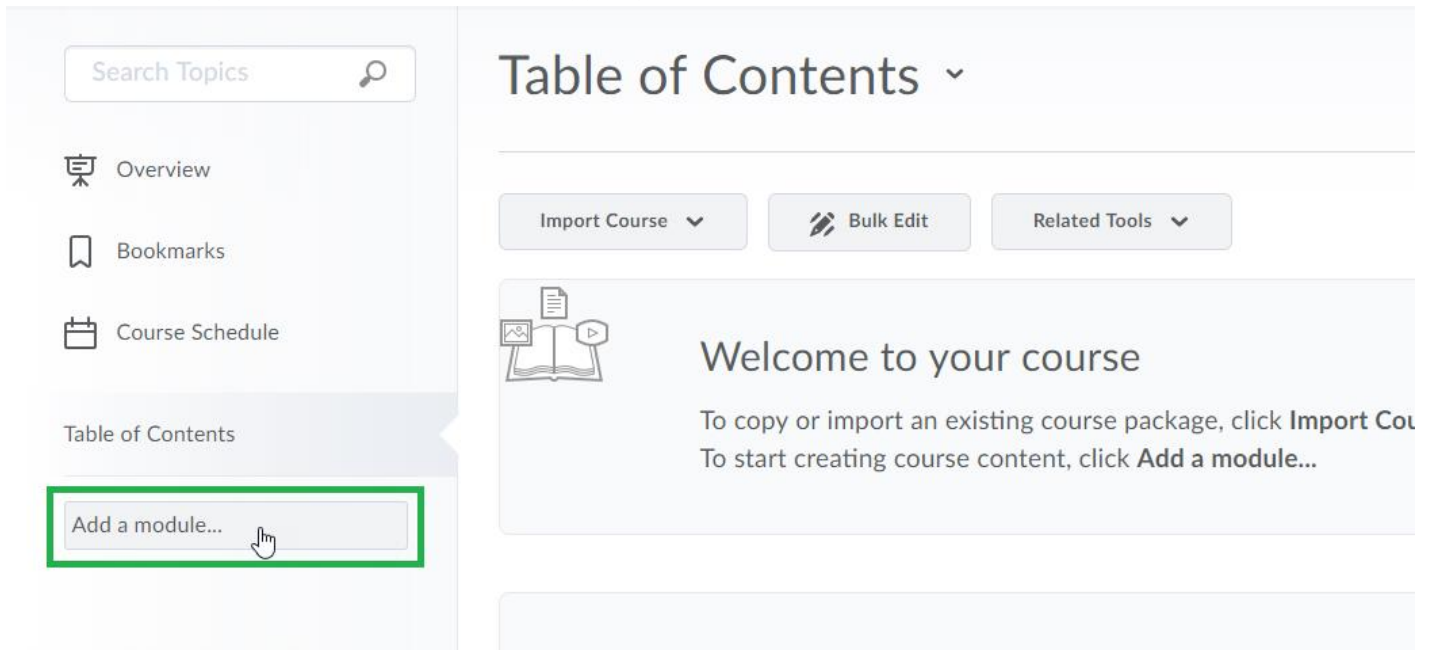 Search Topics
Overview
Bookmarks
Course Schedule
Table of Contents
Add a module...
Table of Contents
Import Course
Bulk Edit
Related Tools
Welcome to your course
To copy or import an existing course package, click Import Cou
To start creating course content, click Add a module...